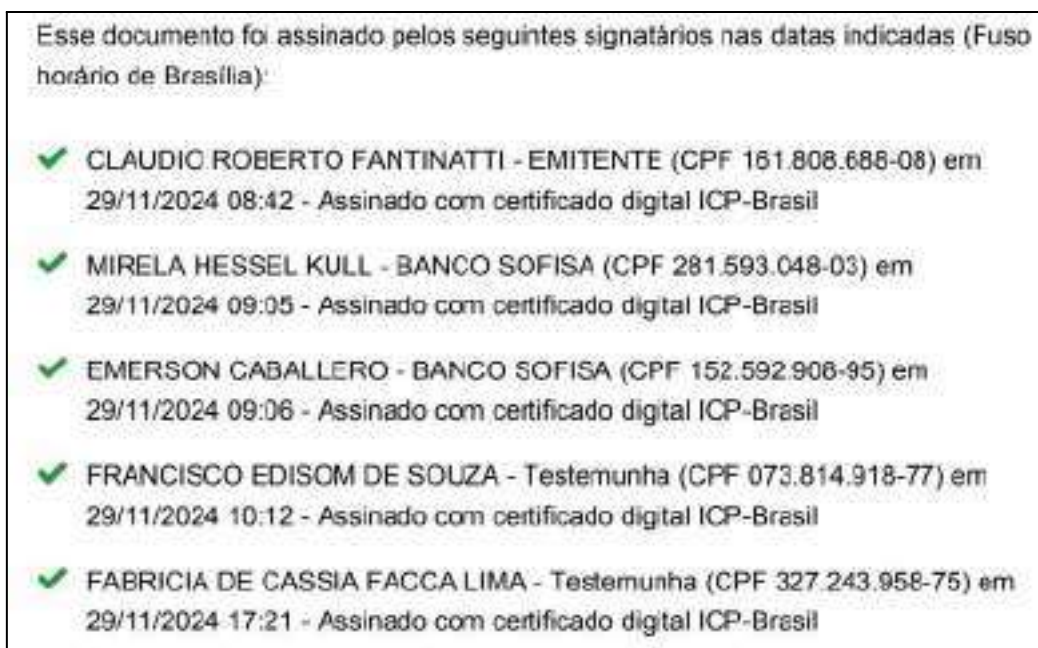 Esse documento foi assinado pelos seguintes signatários nas datas indicadas (Fuso
horário de Brasília):
CLAUDIO ROBERTO FANTINATTI - EMITENTE (CPF 161.808.688-08) em
29/11/2024 08:42 - Assinado com certificado digital ICP-Brasil
MIRELA HESSEL KULL - BANCO SOFISA (CPF 281.593.048-03) em
29/11/2024 09:05 - Assinado com certificado digital ICP-Brasil
EMERSON CABALLERO - BANCO SOFISA (CPF 152.592.908-95) em
29/11/2024 09:06 - Assinado com certificado digital ICP-Brasil
FRANCISCO EDISOM DE SOUZA - Testemunha (CPF 073.814.918-77) em
29/11/2024 10:12 - Assinado com certificado digital ICP-Brasil
FABRICIA DE CASSIA FACCA LIMA - Testemunha (CPF 327.243.958-75) em
29/11/2024 17:21 - Assinado com certificado digital ICP-Brasil